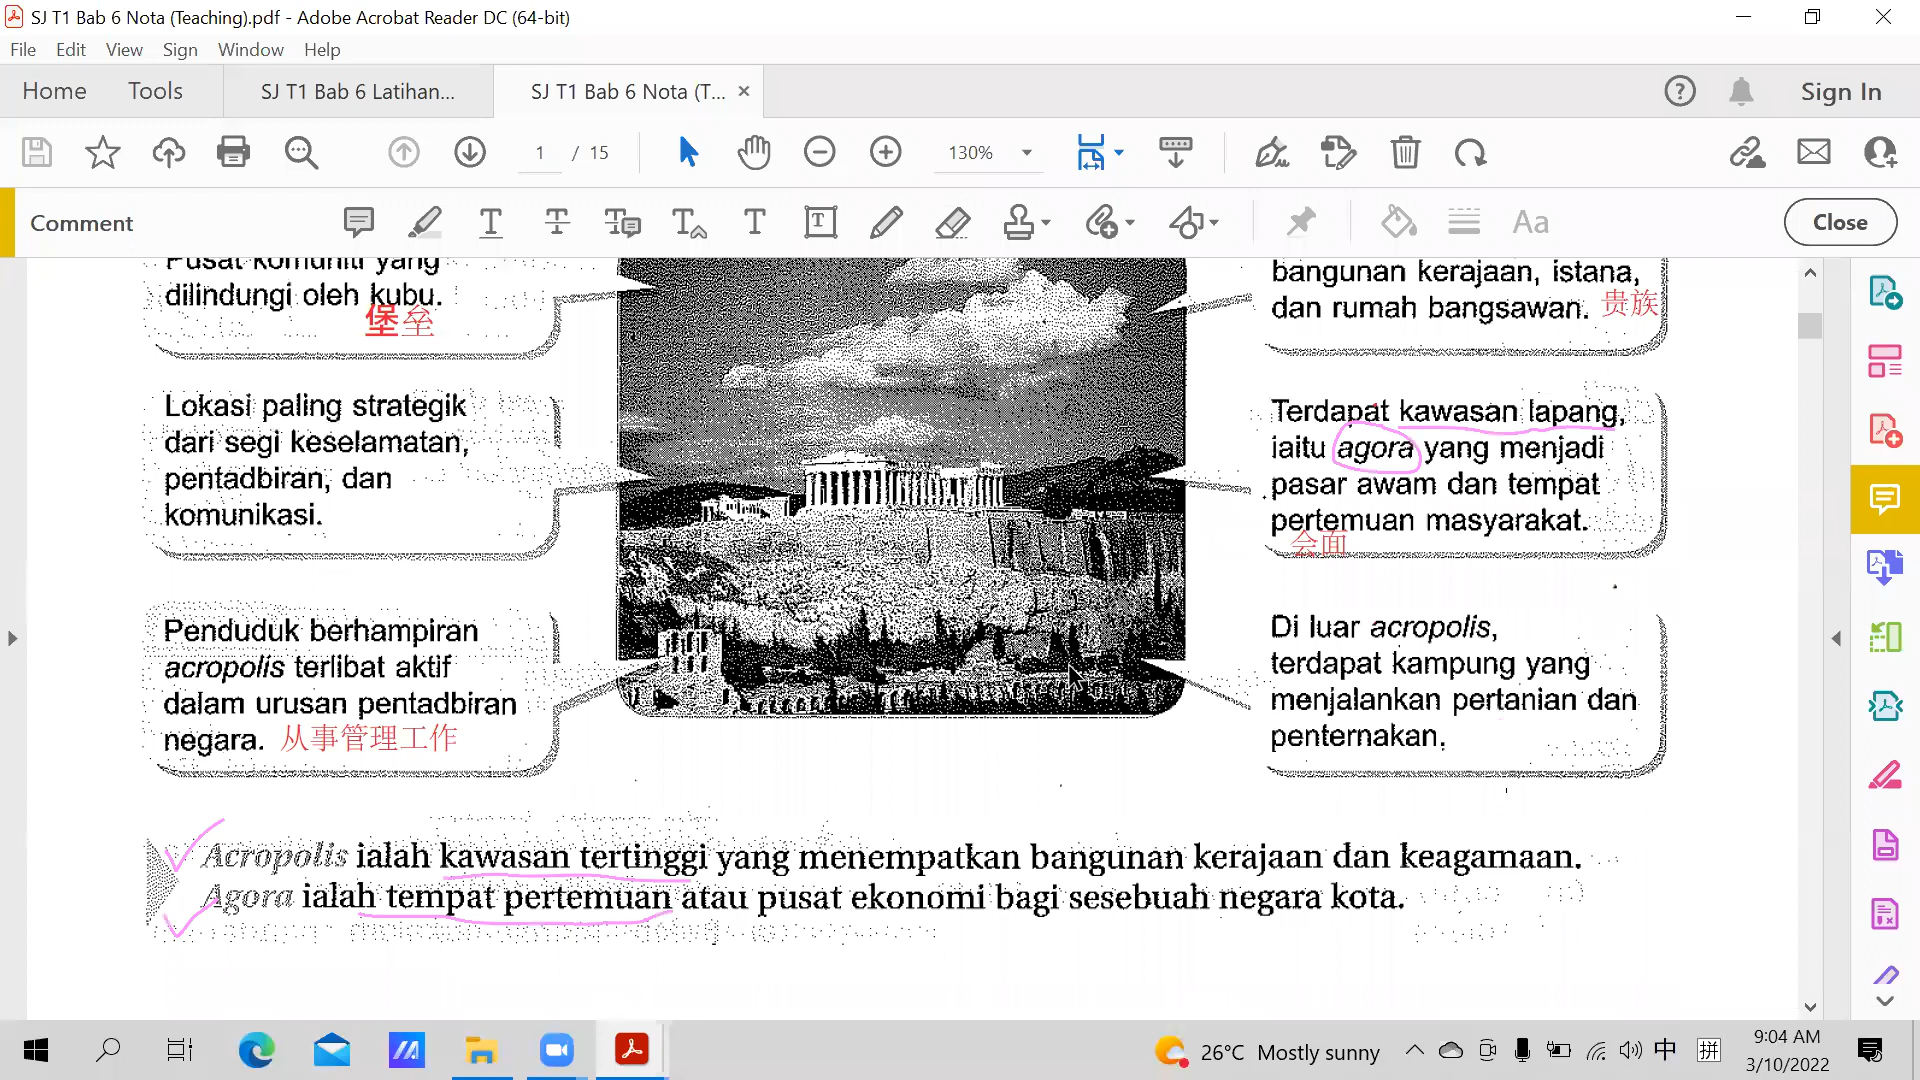 SJ T1 Bab 6 Nota (Teaching).pdf - Adobe Acrobat Reader DC (64-bit)
File Edit View Sign Window Help
Home Tools SJ T1 Bab 6 Latihan... SJ T1 Bab 6 Nota (T... × Sign In
1 / 15 130%
Comment Close
Pusat komuniti yang
dilindungi oleh kubu.
堡垒
bangunan kerajaan, istana,
dan rumah bangsawan. 贵族
Lokasi paling strategik
dari segi keselamatan,
pentadbiran, dan
komunikasi.
Terdapat kawasan lapang,
iaitu agora yang menjadi
pasar awam dan tempat
pertemuan masyarakat.
会面
Penduduk berhampiran
acropolis terlibat aktif
dalam urusan pentadbiran
negara. 从事管理工作
Di luar acropolis,
terdapat kampung yang
menjalankan pertanian dan
penternakan.
Acropolis ialah kawasan tertinggi yang menempatkan bangunan kerajaan dan keagamaan.
Agora ialah tempat pertemuan atau pusat ekonomi bagi sesebuah negara kota.
26°C Mostly sunny 中 拼 9:04 AM
3/10/2022